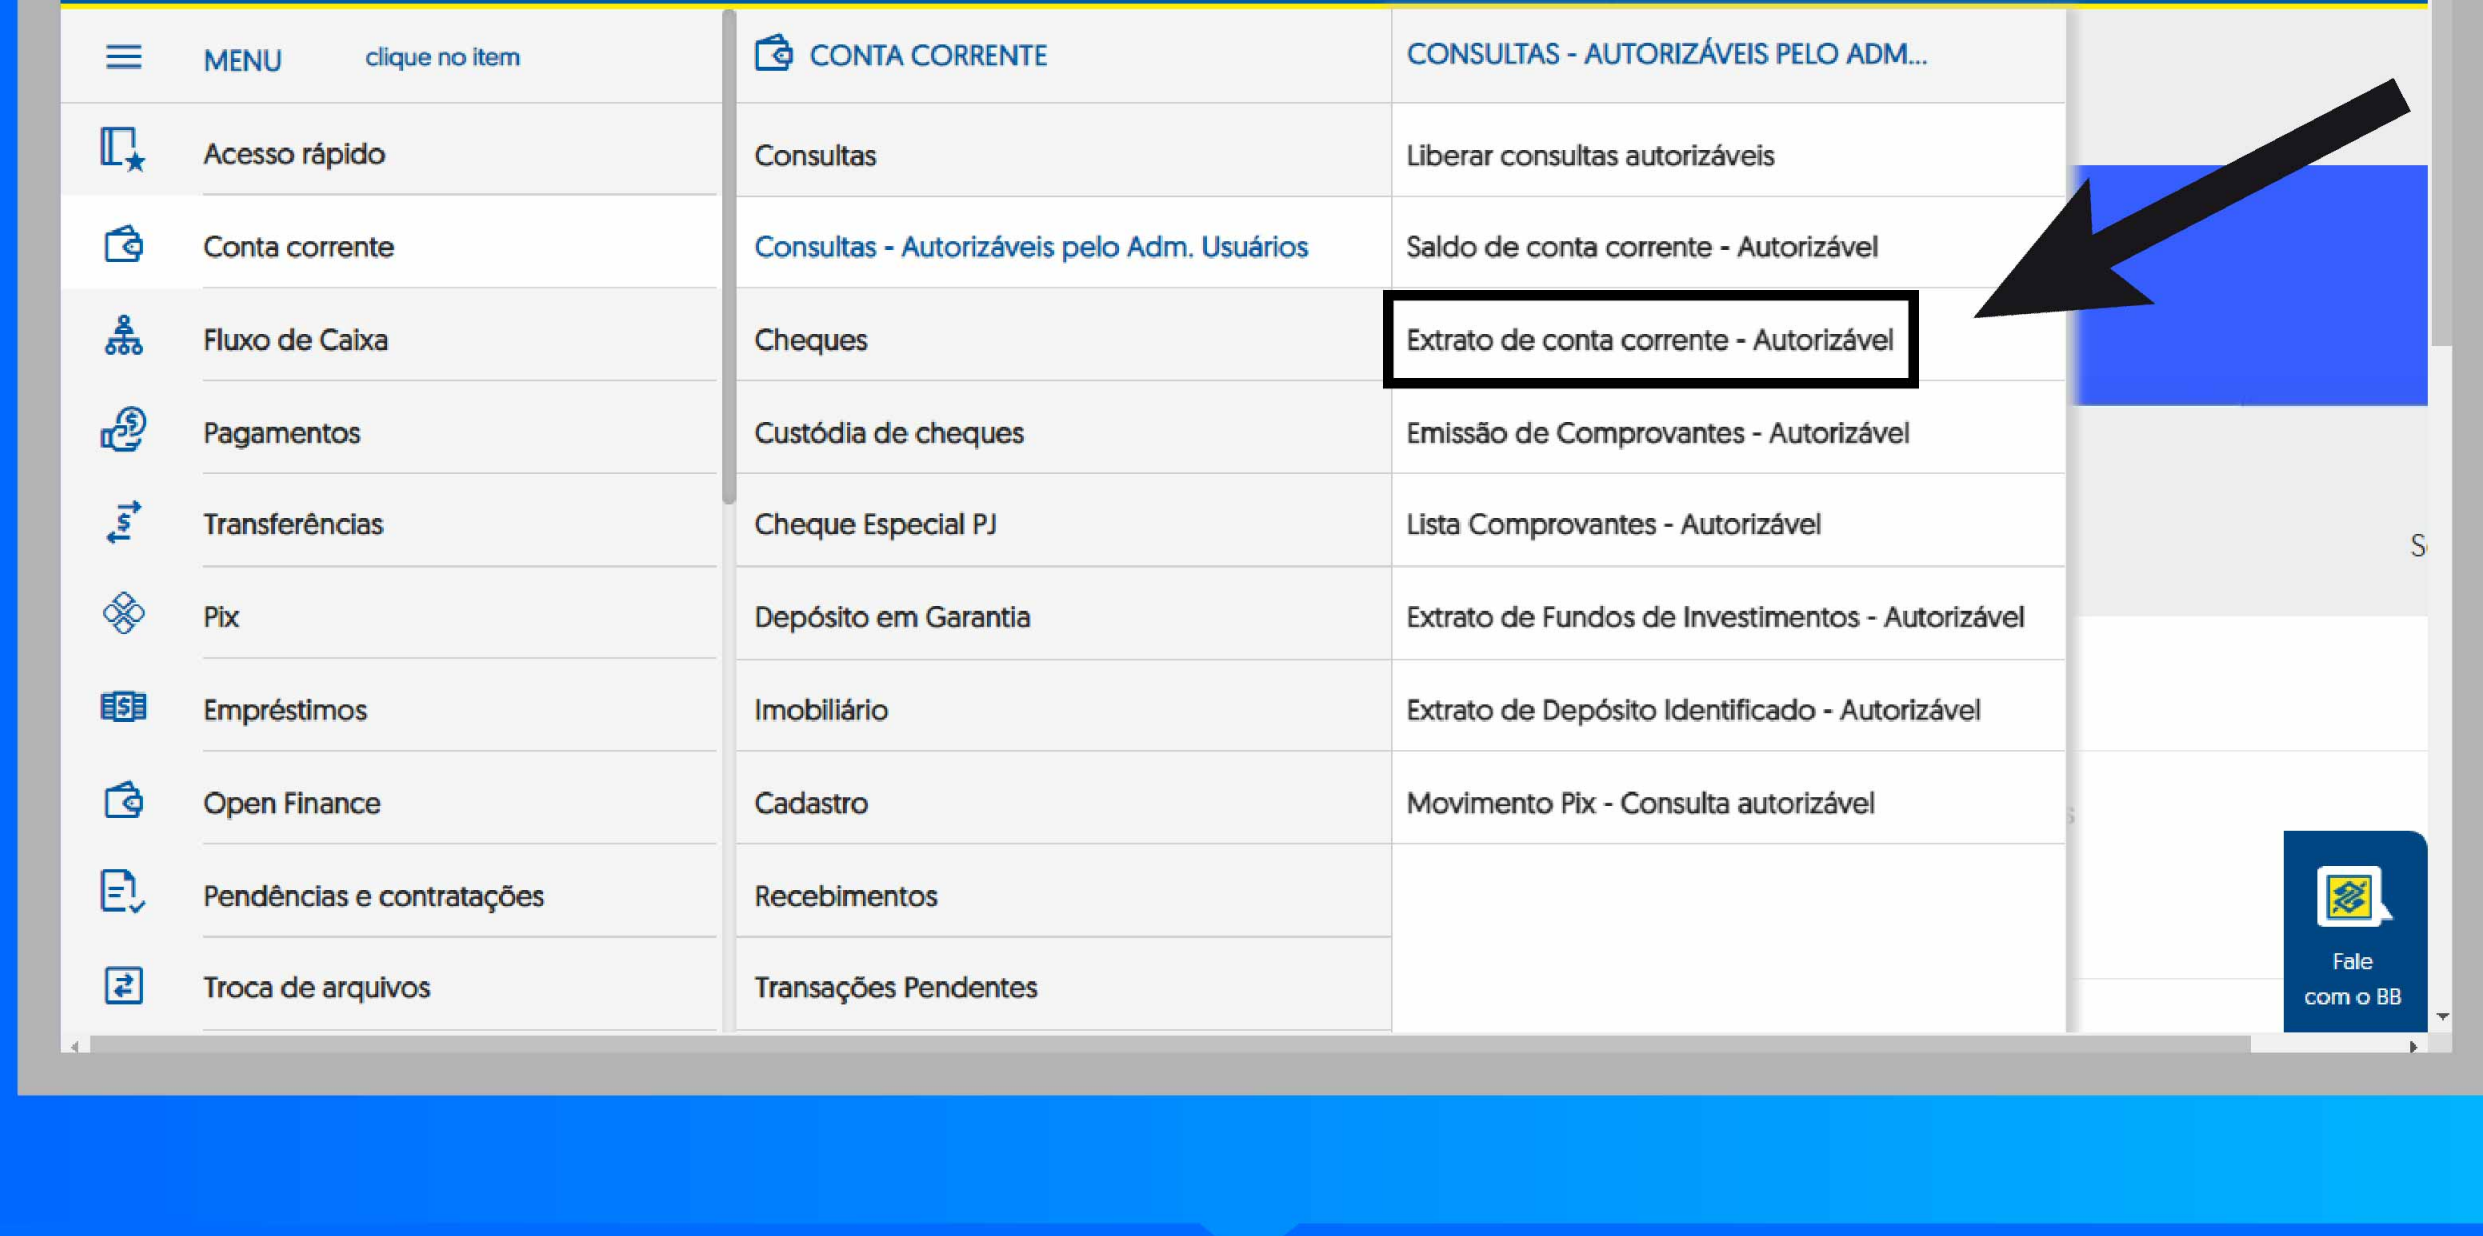 MENU
clique no item
Acesso rápido
Conta corrente
Fluxo de Caixa
Pagamentos
Transferências
Pix
Empréstimos
Open Finance
Pendências e contratações
Troca de arquivos
CONTA CORRENTE
Consultas
Consultas - Autorizáveis pelo Adm. Usuários
Cheques
Custódia de cheques
Cheque Especial PJ
Depósito em Garantia
Imobiliário
Cadastro
Recebimentos
Transações Pendentes
CONSULTAS - AUTORIZÁVEIS PELO ADM...
Liberar consultas autorizáveis
Saldo de conta corrente - Autorizável
Extrato de conta corrente - Autorizável
Emissão de Comprovantes - Autorizável
Lista Comprovantes - Autorizável
Extrato de Fundos de Investimentos - Autorizável
Extrato de Depósito Identificado - Autorizável
Movimento Pix - Consulta autorizável
Fale
com o BB